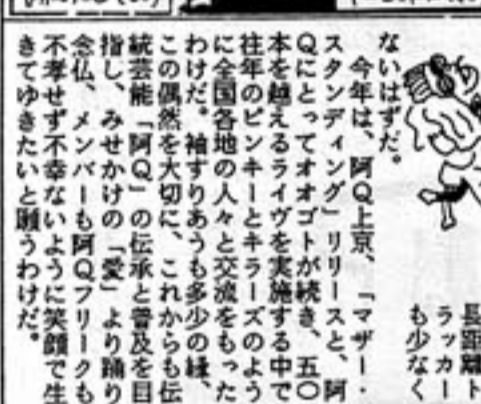 長距離ト
ラッカー
も少なく
ないはずだ。
今年は、阿Q上京、「マザー・
スタンディング」リリースと、阿
Qにとってオオゴトが続き、五〇
本を越えるライヴを実施する中で
往年のピンキーとキラーズのよう
に全国各地の人々と交流をもった
わけだ。袖すりあうも多少の縁、
この偶然を大切に、これからも伝
統芸能「阿Q」の伝承と普及を目
指し、みせかけの「愛」より踊り
念仏、メンバーも阿Qフリークも
不孝せず不幸ないように笑顔で生
きてゆきたいと願うわけだ。